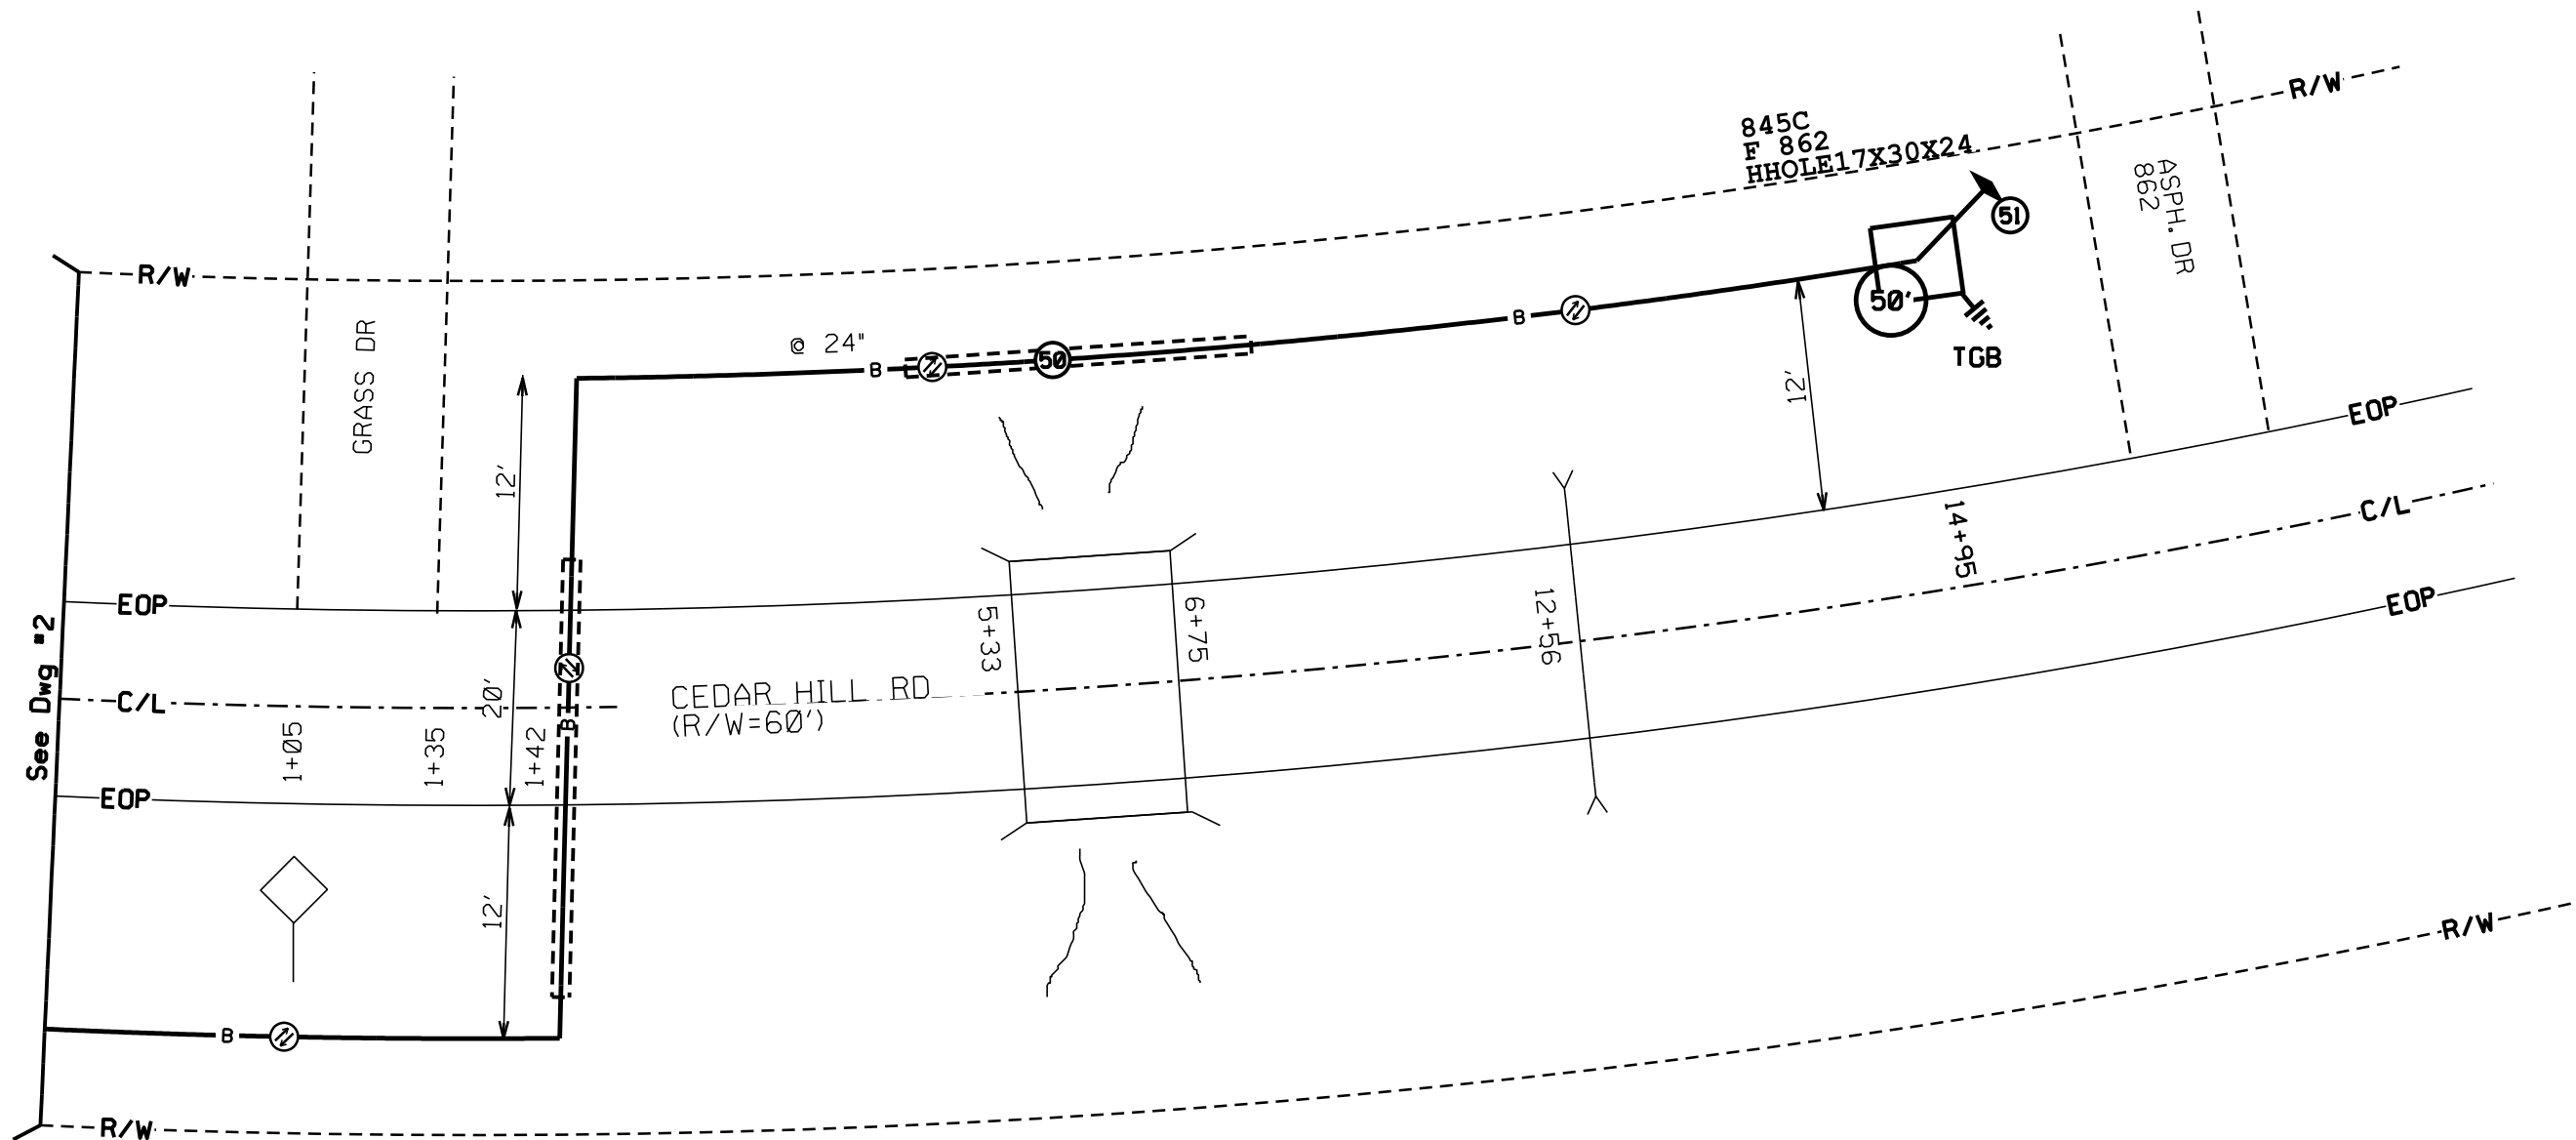 845C
F 862
HHOLE17X30X24
R/W
R/W
51
ASPH. DR
862
50'
TGB
@ 24"
B
50
B
GRASS DR
12'
12'
EOP
C/L
EOP
14+95
12+56
6+75
5+33
EOP
See Dwg #2
C/L
20'
CEDAR HILL RD
(R/W=60')
B
1+05
1+35
1+42
EOP
12'
B
R/W
R/W